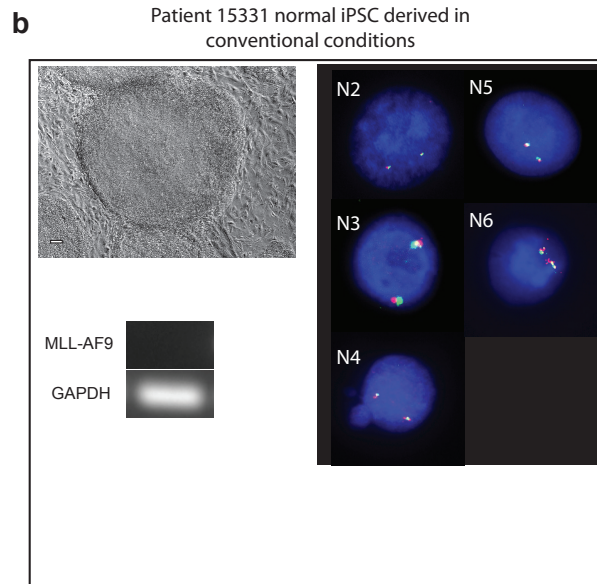 b
Patient 15331 normal iPSC derived in
conventional conditions
N2
N5
N3
N6
N4
MLL-AF9
GAPDH